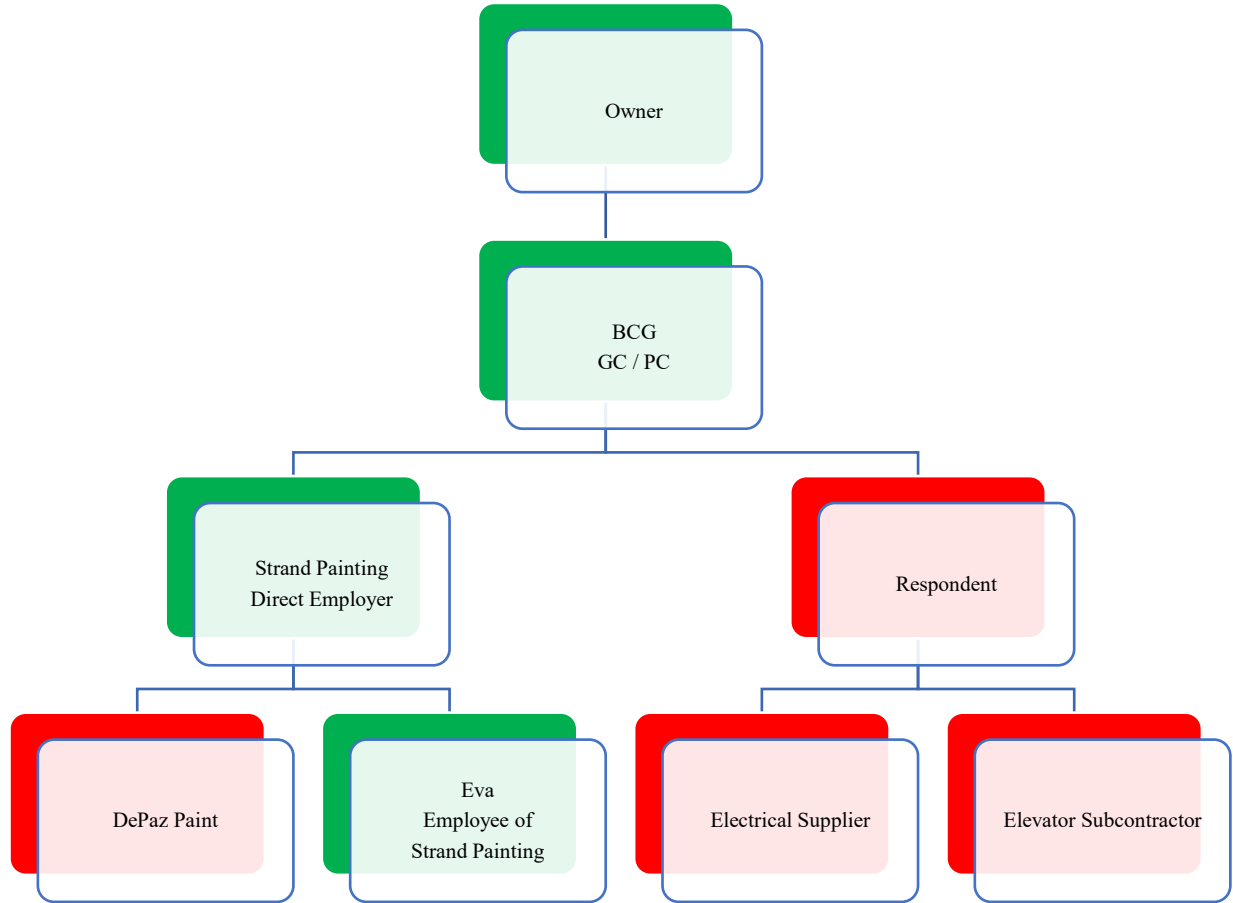 Owner
BCG
GC / PC
Strand Painting
Direct Employer
Respondent
DePaz Paint
Eva
Employee of
Strand Painting
Electrical Supplier
Elevator Subcontractor